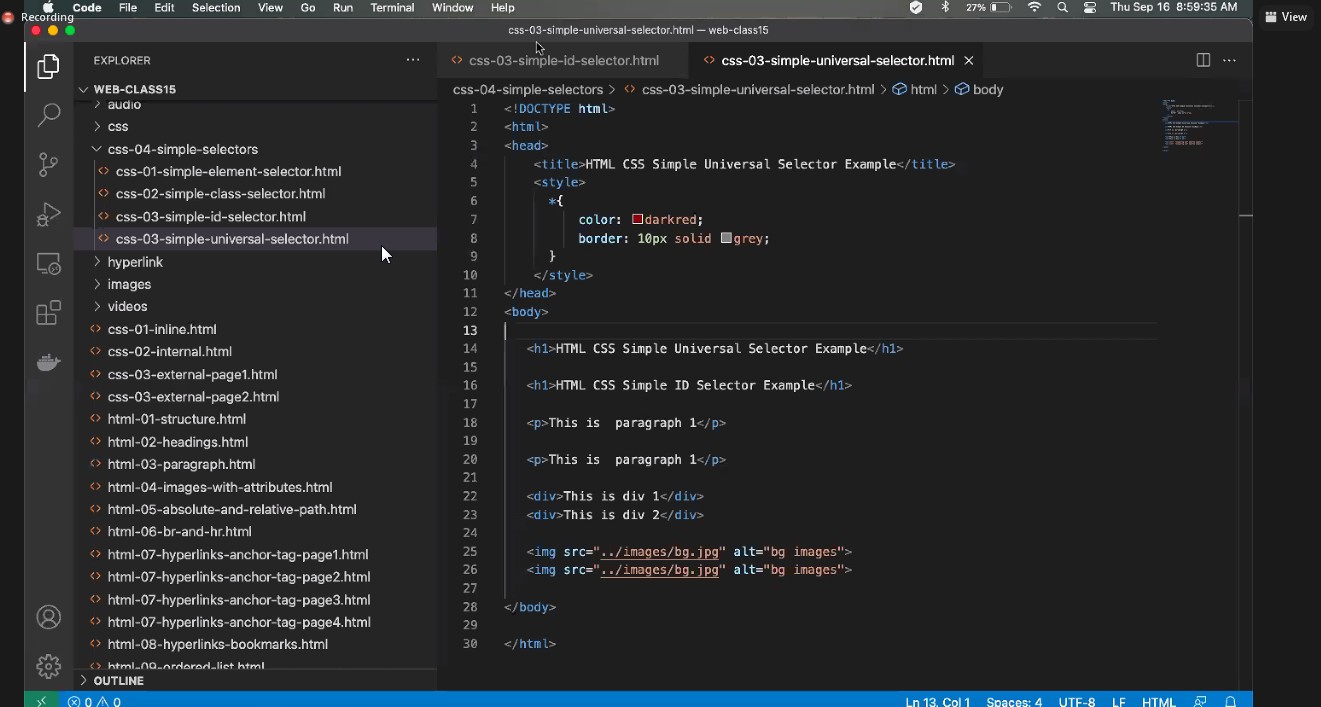 Code File Edit Selection View Go Run Terminal Window Help 27% Thu Sep 16 8:59:35 AM
Recording
View
css-03-simple-universal-selector.html — web-class15
EXPLORER
WEB-CLASS15
audio
css
css-04-simple-selectors
css-01-simple-element-selector.html
css-02-simple-class-selector.html
css-03-simple-id-selector.html
css-03-simple-universal-selector.html
hyperlink
images
videos
css-01-inline.html
css-02-internal.html
css-03-external-page1.html
css-03-external-page2.html
html-01-structure.html
html-02-headings.html
html-03-paragraph.html
html-04-images-with-attributes.html
html-05-absolute-and-relative-path.html
html-06-br-and-hr.html
html-07-hyperlinks-anchor-tag-page1.html
html-07-hyperlinks-anchor-tag-page2.html
html-07-hyperlinks-anchor-tag-page3.html
html-07-hyperlinks-anchor-tag-page4.html
html-08-hyperlinks-bookmarks.html
html-09-ordered-list.html
OUTLINE
css-03-simple-id-selector.html css-03-simple-universal-selector.html
css-04-simple-selectors > css-03-simple-universal-selector.html > html > body
1 <!DOCTYPE html>
2 <html>
3 <head>
4 <title>HTML CSS Simple Universal Selector Example</title>
5 <style>
6 *{
7 color: darkred;
8 border: 10px solid grey;
9 }
10 </style>
11 </head>
12 <body>
13
14 <h1>HTML CSS Simple Universal Selector Example</h1>
15
16 <h1>HTML CSS Simple ID Selector Example</h1>
17
18 <p>This is  paragraph 1</p>
19
20 <p>This is  paragraph 1</p>
21
22 <div>This is div 1</div>
23 <div>This is div 2</div>
24
25 <img src="../images/bg.jpg" alt="bg images">
26 <img src="../images/bg.jpg" alt="bg images">
27
28 </body>
29
30 </html>
0 0 Ln 13, Col 1 Spaces: 4 UTF-8 LF HTML